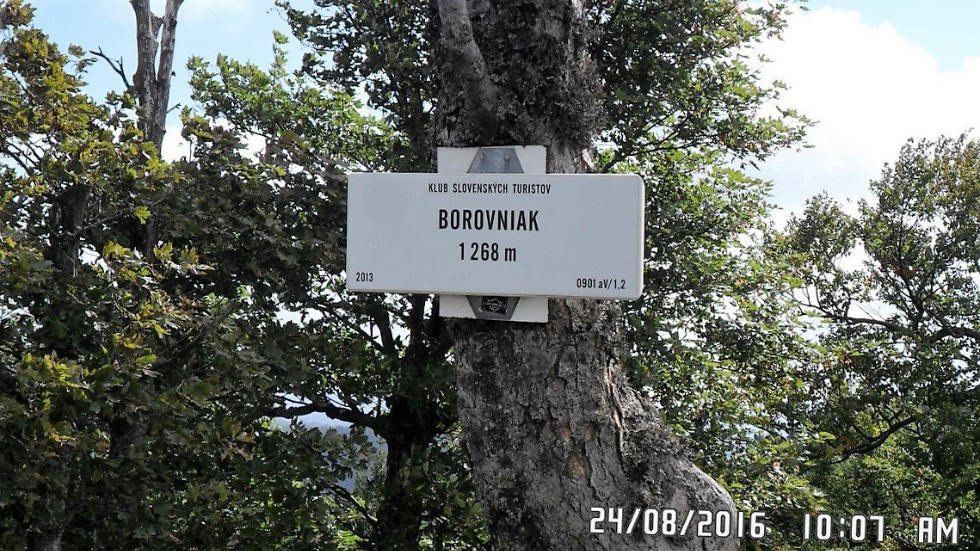 KLUB SLOVENSKÝCH TURISTOV
BOROVNIAK
1 268 m
2013 0901 aV/1,2
24/08/2016 10:07 AM